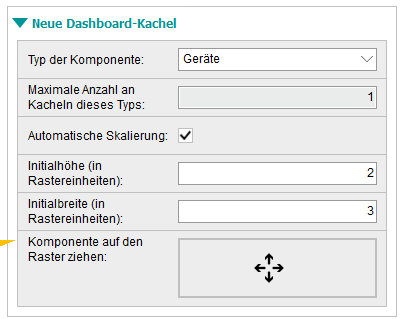 Neue Dashboard-Kachel
Typ der Komponente: Geräte
Maximale Anzahl an
Kacheln dieses Typs: 1
Automatische Skalierung:
Initialhöhe (in
Rastereinheiten): 2
Initialbreite (in
Rastereinheiten): 3
Komponente auf den
Raster ziehen: